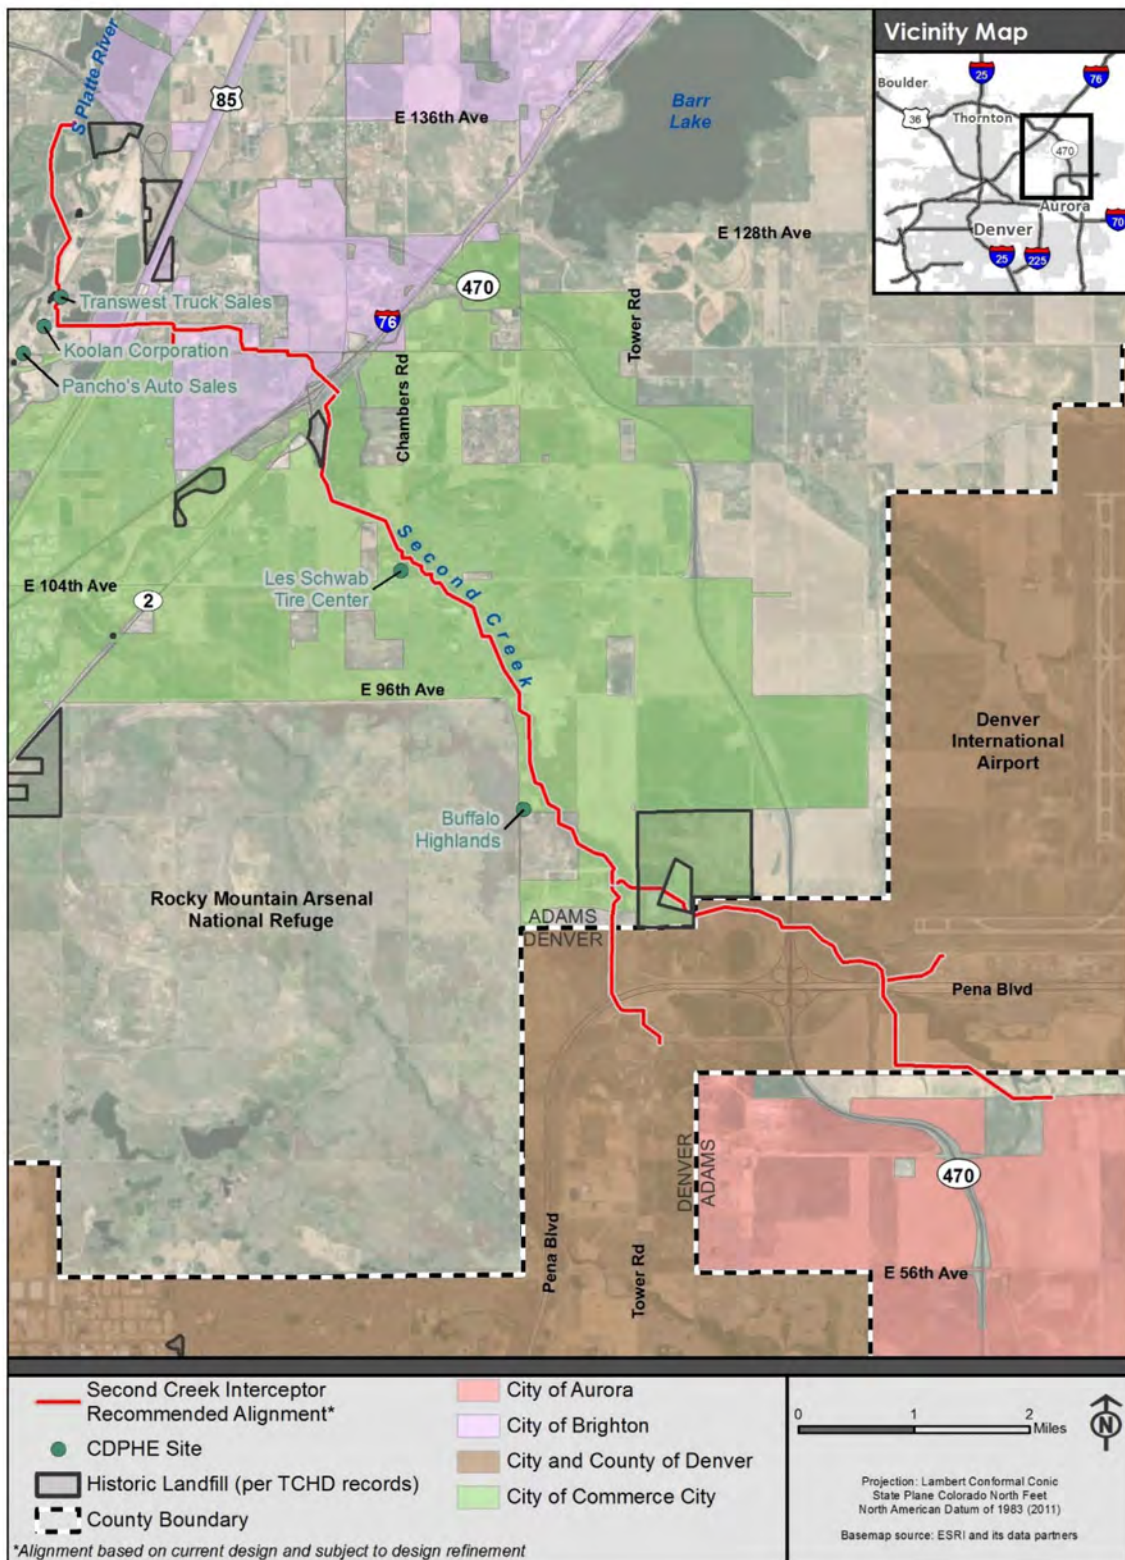 S Platte River
85
E 136th Ave
Barr
Lake
Vicinity Map
25
76
Boulder
36
Thornton
470
Aurora
70
Denver
25
225
E 128th Ave
470
Tower Rd
Transwest Truck Sales
76
Koolan Corporation
Pancho's Auto Sales
Chambers Rd
Second Creek
Les Schwab
Tire Center
E 104th Ave
2
E 96th Ave
Denver
International
Airport
Buffalo
Highlands
Rocky Mountain Arsenal
National Refuge
ADAMS
DENVER
Pena Blvd
DENVER
ADAMS
470
Pena Blvd
Tower Rd
E 56th Ave
Second Creek Interceptor
Recommended Alignment*
CDPHE Site
Historic Landfill (per TCHD records)
County Boundary
*Alignment based on current design and subject to design refinement
City of Aurora
City of Brighton
City and County of Denver
City of Commerce City
0 1 2
Miles
N
Projection: Lambert Conformal Conic
State Plane Colorado North Feet
North American Datum of 1983 (2011)
Basemap source: ESRI and its data partners